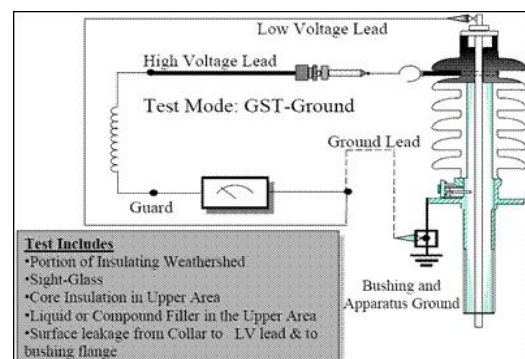 Low Voltage Lead
High Voltage Lead
Test Mode: GST-Ground
Ground Lead
Guard
Bushing and
Apparatus Ground
Test Includes
•Portion of Insulating Weathershed
•Sight-Glass
•Core Insulation in Upper Area
•Liquid or Compound Filler in the Upper Area
•Surface leakage from Collar to LV lead & to
bushing flange